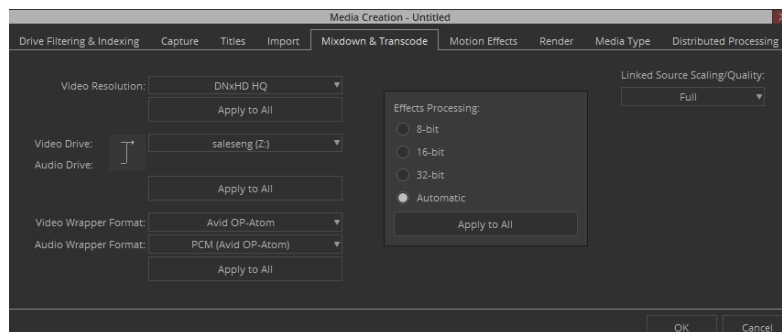 Media Creation - Untitled
Drive Filtering & Indexing Capture Titles Import Mixdown & Transcode Motion Effects Render Media Type Distributed Processing
Video Resolution: DNxHD HQ
Apply to All
Video Drive: saleseng (Z:)
Audio Drive:
Apply to All
Video Wrapper Format: Avid OP-Atom
Audio Wrapper Format: PCM (Avid OP-Atom)
Apply to All
Effects Processing:
8-bit
16-bit
32-bit
Automatic
Apply to All
Linked Source Scaling/Quality:
Full
OK Cancel